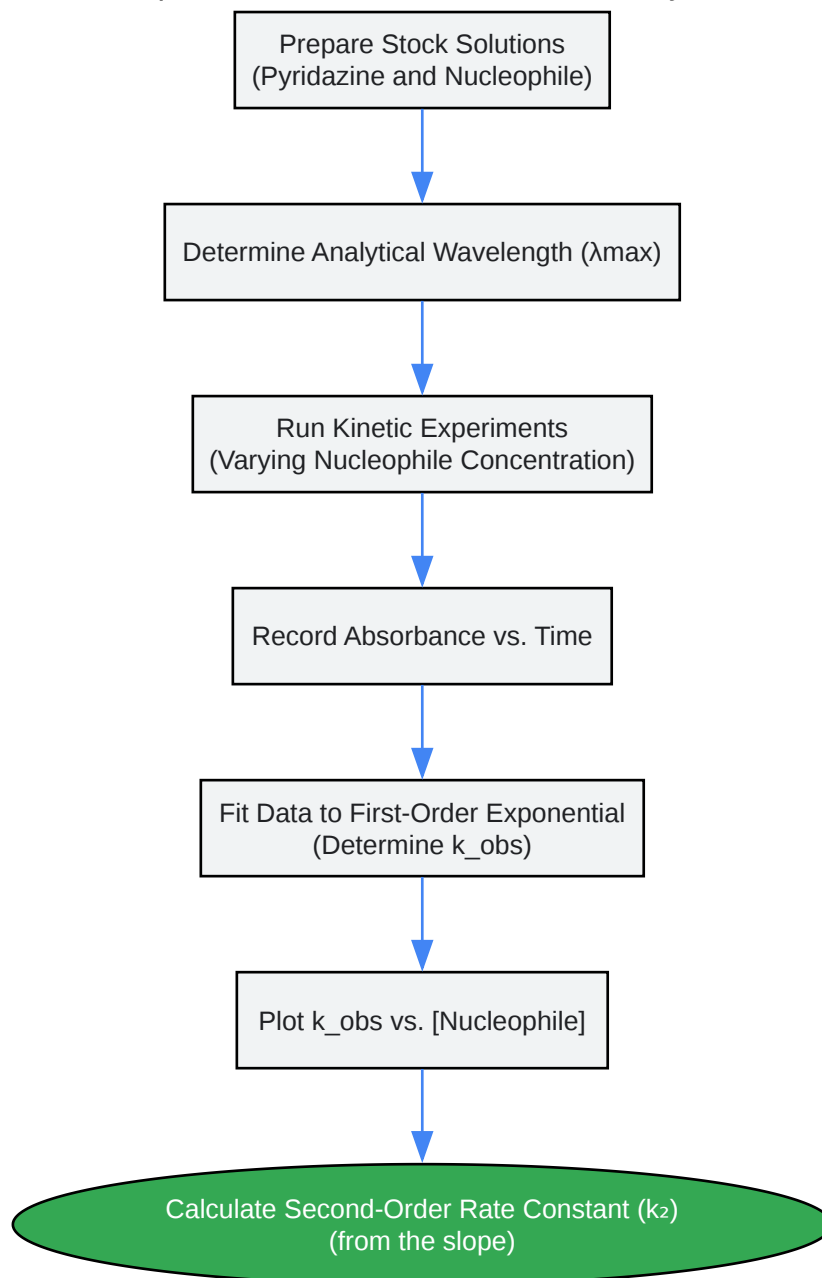 Prepare Stock Solutions
(Pyridazine and Nucleophile)
Determine Analytical Wavelength (λmax)
Run Kinetic Experiments
(Varying Nucleophile Concentration)
Record Absorbance vs. Time
Fit Data to First-Order Exponential
(Determine k_obs)
Plot k_obs vs. [Nucleophile]
Calculate Second-Order Rate Constant (k₂)
(from the slope)